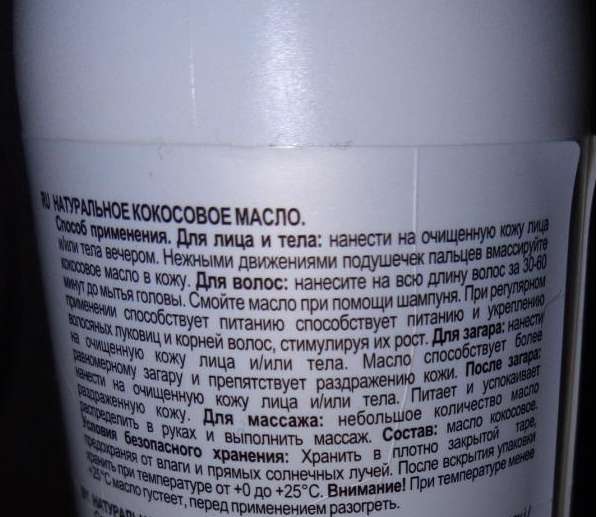 RU НАТУРАЛЬНОЕ КОКОСОВОЕ МАСЛО.
Способ применения. Для лица и тела: нанести на очищенную кожу лица
и/или тела вечером. Нежными движениями подушечек пальцев вмассируйте
кокосовое масло в кожу. Для волос: нанесите на всю длину волос за 30-60
минут до мытья головы. Смойте масло при помощи шампуня. При регулярном
применении способствует питанию способствует питанию и укреплению
волосяных луковиц и корней волос, стимулируя их рост. Для загара: нанести
на очищенную кожу лица и/или тела. Масло способствует более
равномерному загару и препятствует раздражению кожи. После загара:
нанести на очищенную кожу лица и/или тела. Питает и успокаивает
раздраженную кожу. Для массажа: небольшое количество масло
распределить в руках и выполнить массаж. Состав: масло кокосовое.
Условия безопасного хранения: Хранить в плотно закрытой таре,
предохраняя от влаги и прямых солнечных лучей. После вскрытия упаковки
хранить при температуре от +0 до +25°С. Внимание! При температуре менее
+25°С масло густеет, перед применением разогреть.